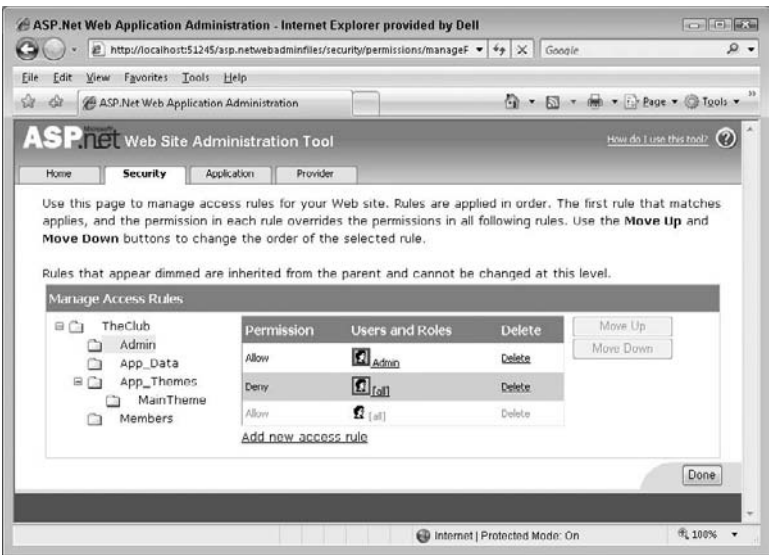 ASP.Net Web Application Administration - Internet Explorer provided by Dell
http://localhost:51245/asp.netwebadminfiles/security/permissions/manageF
Google
File Edit View Favorites Tools Help
ASP.Net Web Application Administration
Page Tools
Microsoft
ASP.net Web Site Administration Tool
How do I use this tool? ?
Home Security Application Provider
Use this page to manage access rules for your Web site. Rules are applied in order. The first rule that matches
applies, and the permission in each rule overrides the permissions in all following rules. Use the Move Up and
Move Down buttons to change the order of the selected rule.
Rules that appear dimmed are inherited from the parent and cannot be changed at this level.
Manage Access Rules
TheClub
Admin
App_Data
App_Themes
MainTheme
Members
Permission Users and Roles Delete
Allow Admin Delete
Deny [all] Delete
Allow [all] Delete
Add new access rule
Move Up
Move Down
Done
Internet | Protected Mode: On 100%